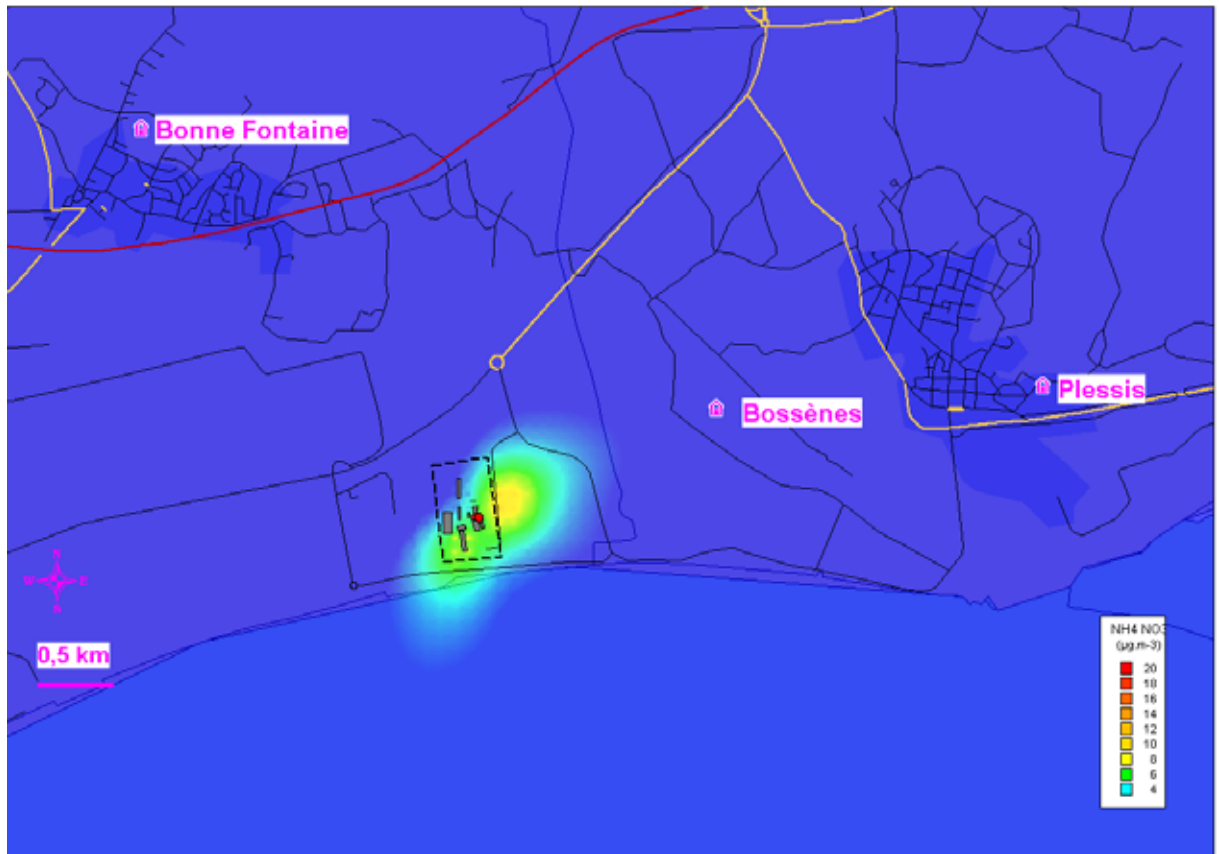 Bonne Fontaine
Plessis
Bossènes
N
W E
S
0,5 km
NH4 NO3
(µg.m-3)
20
18
16
14
12
10
8
6
4